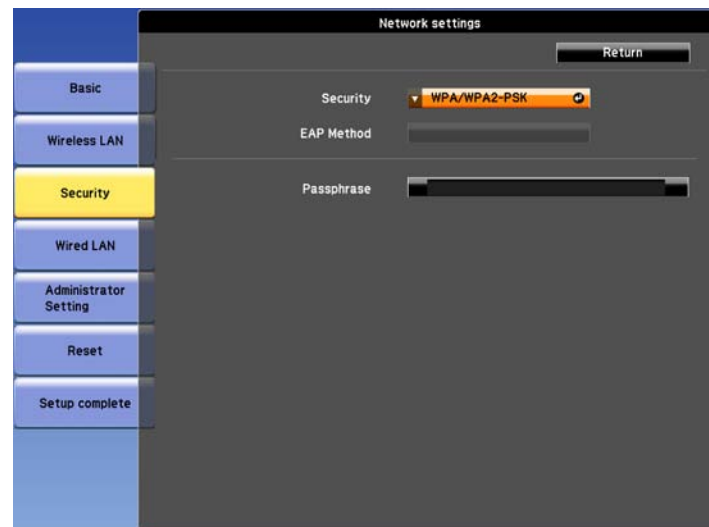 Network settings
Return
Basic
Wireless LAN
Security
Wired LAN
Administrator
Setting
Reset
Setup complete
Security
WPA/WPA2-PSK
EAP Method
Passphrase